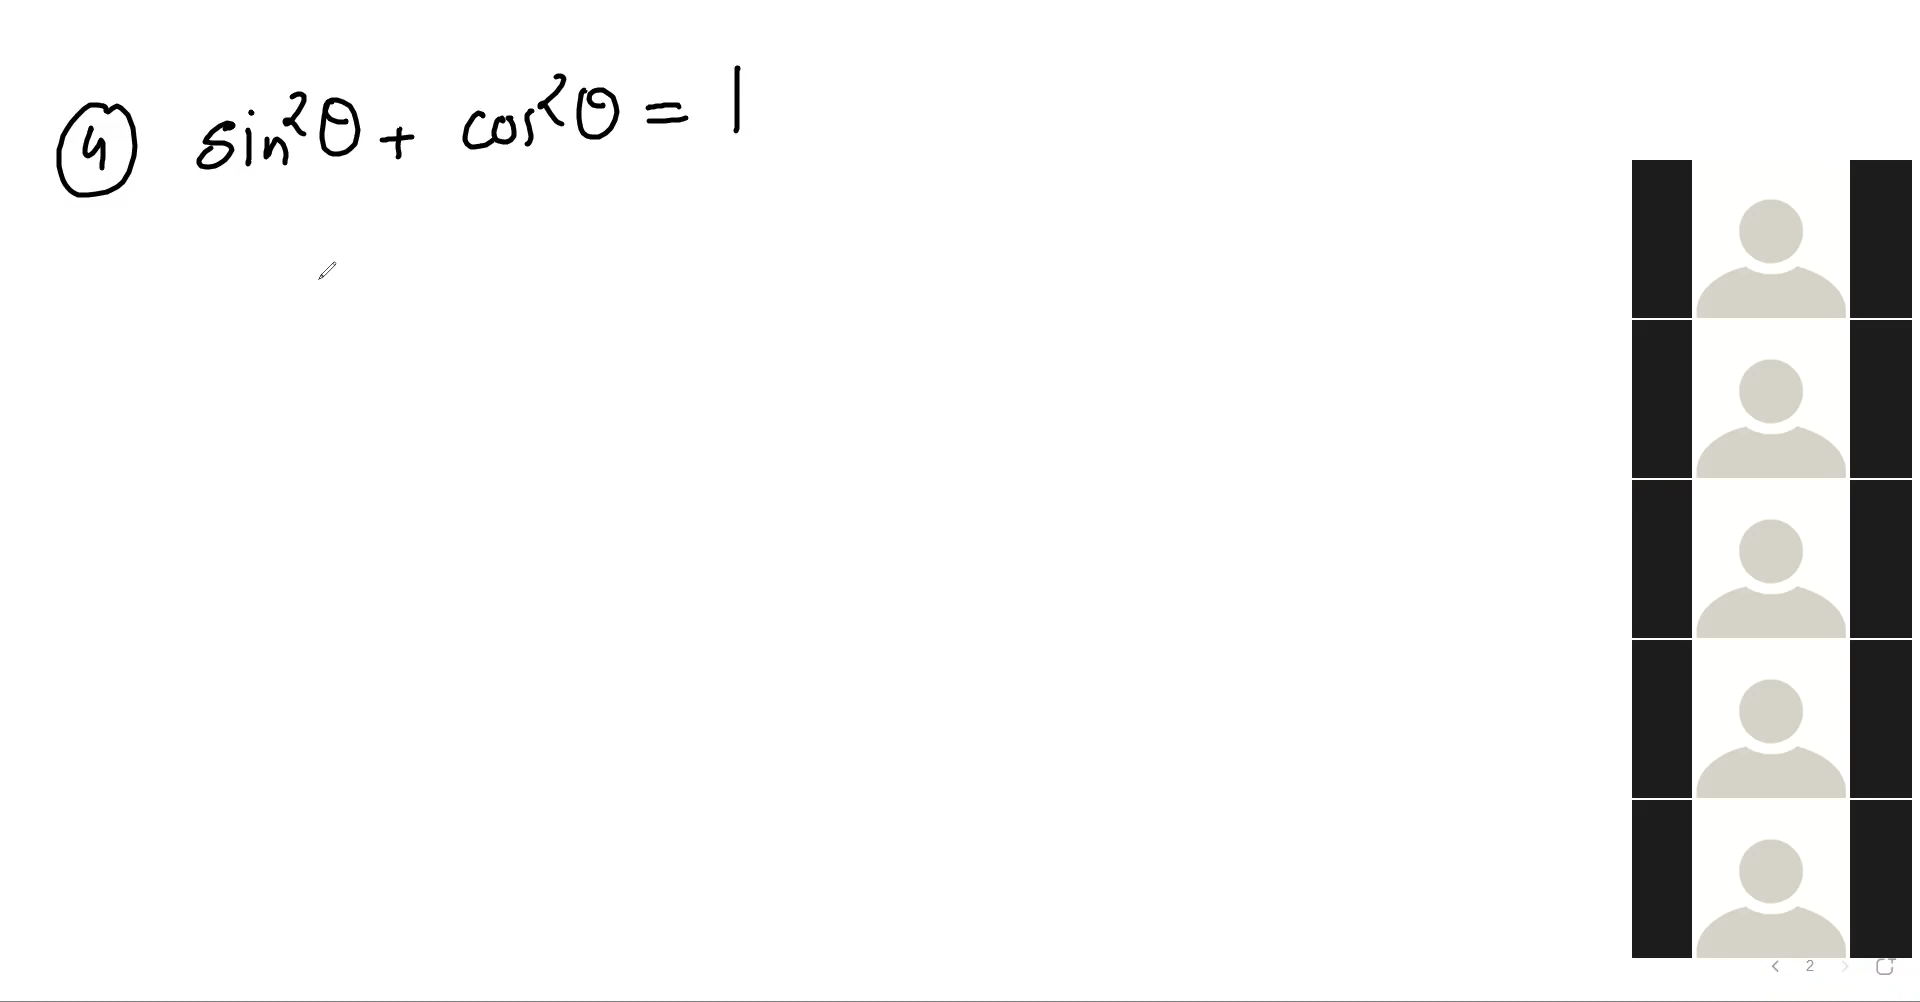 ④ sin²θ + cos²θ = 1
2